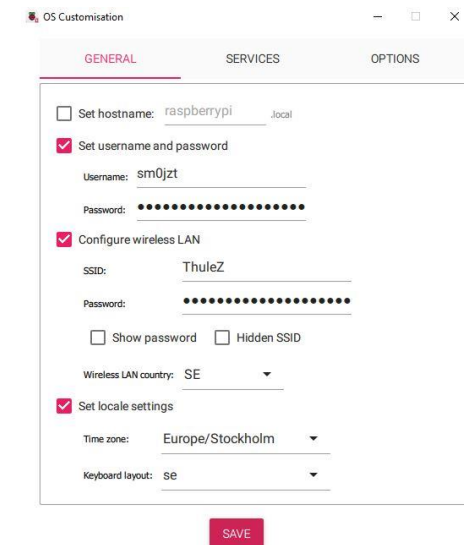 OS Customisation
GENERAL SERVICES OPTIONS
Set hostname: raspberrypi .local
Set username and password
Username: sm0jzt
Password: ●●●●●●●●●●●●●●●●●●●
Configure wireless LAN
SSID: ThuleZ
Password: ●●●●●●●●●●●●●●●●●●●●
Show password Hidden SSID
Wireless LAN country: SE
Set locale settings
Time zone: Europe/Stockholm
Keyboard layout: se
SAVE